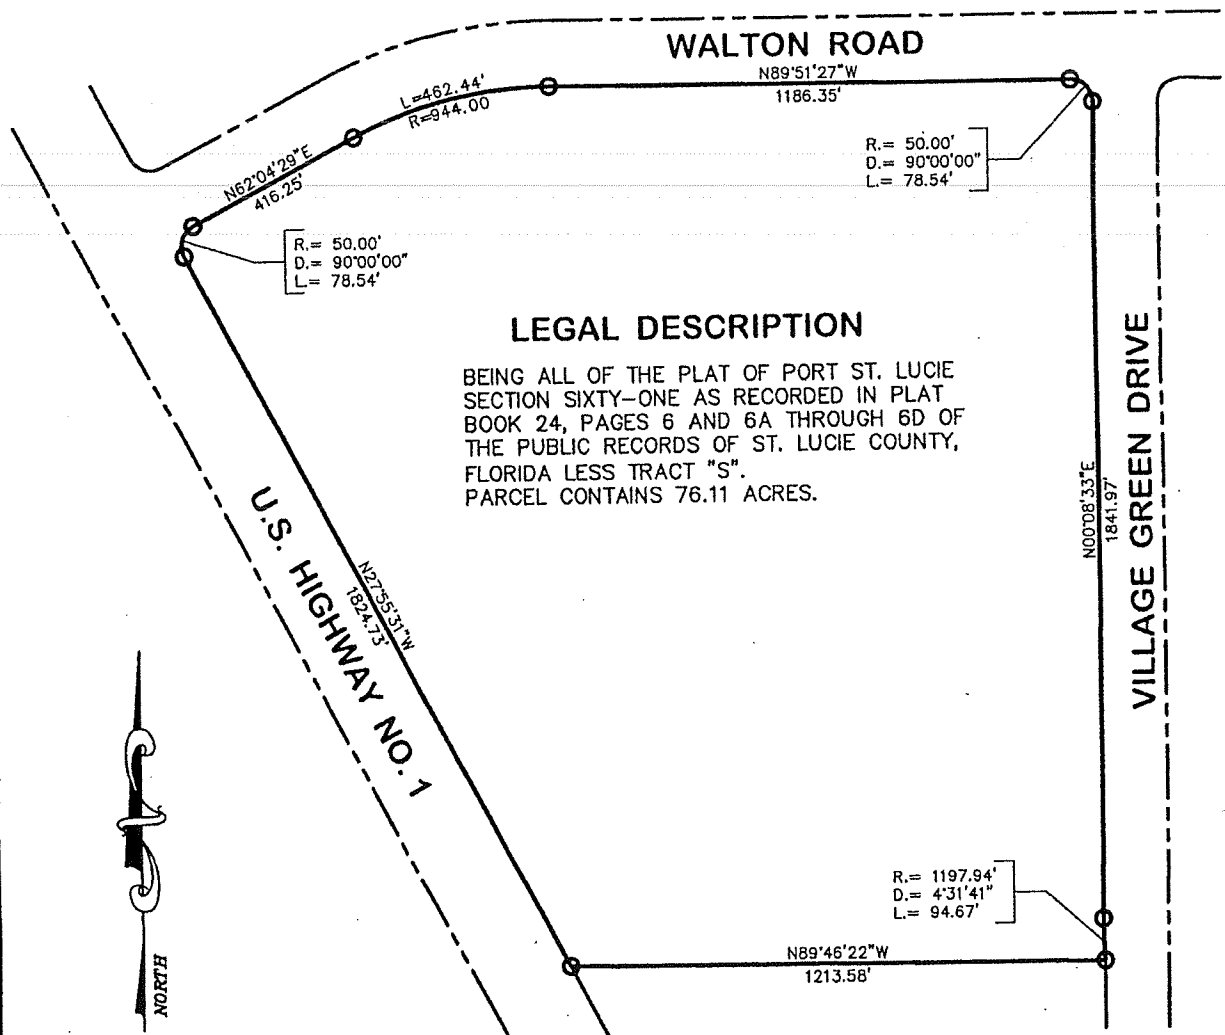 WALTON ROAD
N89°51'27"W
1186.35'
L=462.44'
R=944.00
R.= 50.00'
D.= 90°00'00"
L.= 78.54'
N62°04'29"E
416.25'
R.= 50.00'
D.= 90°00'00"
L.= 78.54'
LEGAL DESCRIPTION
BEING ALL OF THE PLAT OF PORT ST. LUCIE
SECTION SIXTY-ONE AS RECORDED IN PLAT
BOOK 24, PAGES 6 AND 6A THROUGH 6D OF
THE PUBLIC RECORDS OF ST. LUCIE COUNTY,
FLORIDA LESS TRACT "S".
PARCEL CONTAINS 76.11 ACRES.
VILLAGE GREEN DRIVE
N00°08'33"E
1841.97'
U.S. HIGHWAY NO. 1
N27°55'31"W
1824.73'
R.= 1197.94'
D.= 4°31'41"
L.= 94.67'
N89°46'22"W
1213.58'
NORTH